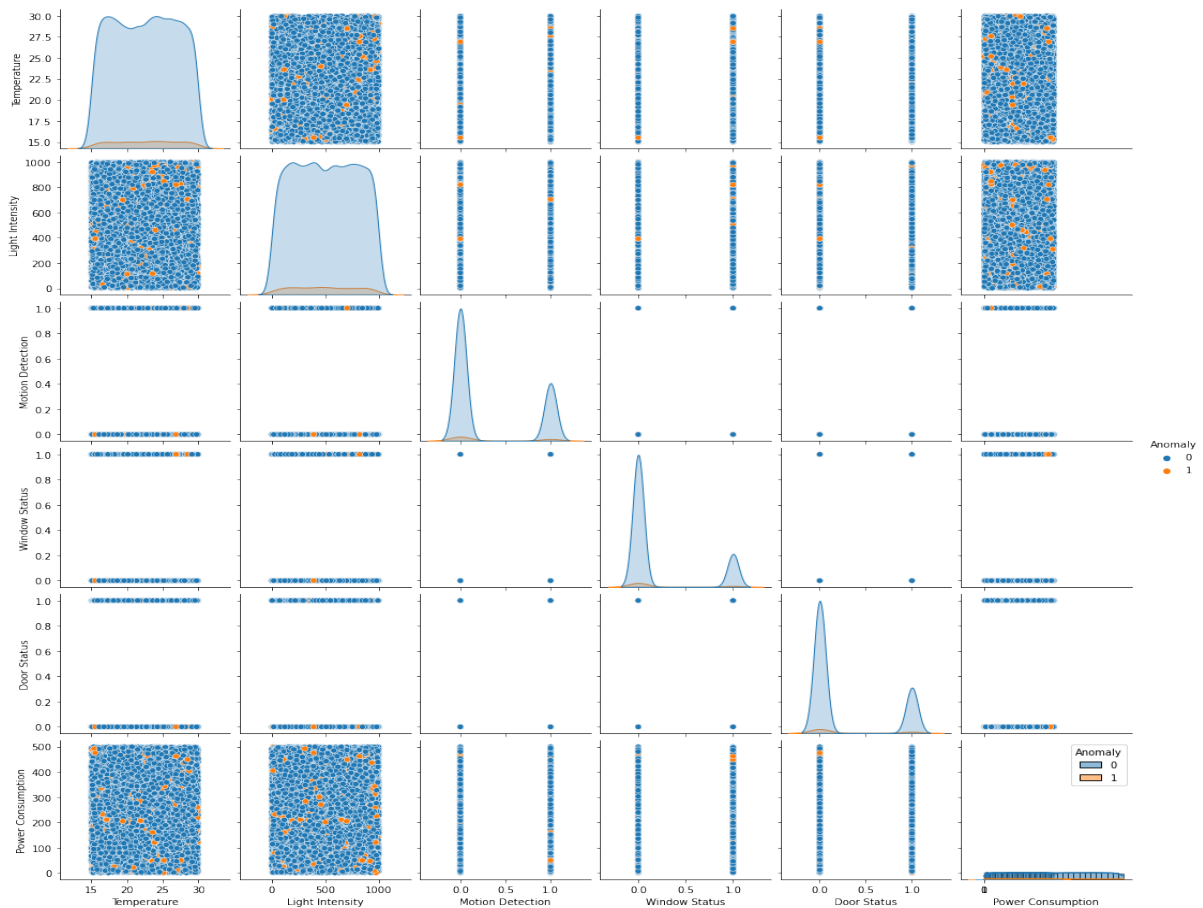 30.0
27.5
25.0
22.5
20.0
17.5
15.0
Temperature
1000
800
600
400
200
0
Light Intensity
1.0
0.8
0.6
0.4
0.2
0.0
Motion Detection
1.0
0.8
0.6
0.4
0.2
0.0
Window Status
Anomaly
0
1
1.0
0.8
0.6
0.4
0.2
0.0
Door Status
500
400
300
200
100
0
Power Consumption
Anomaly
0
1
15 20 25 30
0 500 1000
0.0 0.5 1.0
0.0 0.5 1.0
0.0 0.5 1.0
Temperature
Light Intensity
Motion Detection
Window Status
Door Status
Power Consumption